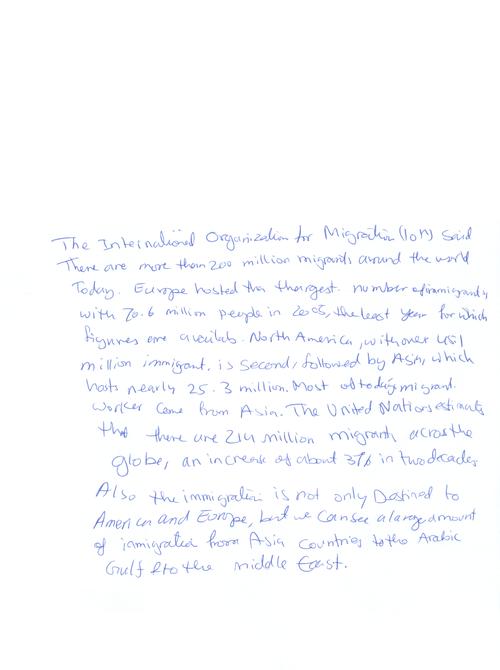 The International Organization for Migration (IOM) said
There are more than 200 million migrants around the world
Today. Europe hosted the largest. number of immigrants
with 70.6 million people in 2005, the last year for which
figures are availab. North America, with over 45.1
million immigrant. is second, followed by Asia, which
hosts nearly 25.3 million. Most of today migrant.
Worker Come from Asia. The United Nations estimats
that there are 214 million migrants across the
globe, an increase of about 37% in two decades
Also the immigration is not only Destined to
American and Europe, but we can see a large amount
of immigrated from Asia Countries to the Arabic
Gulf & to the middle East.